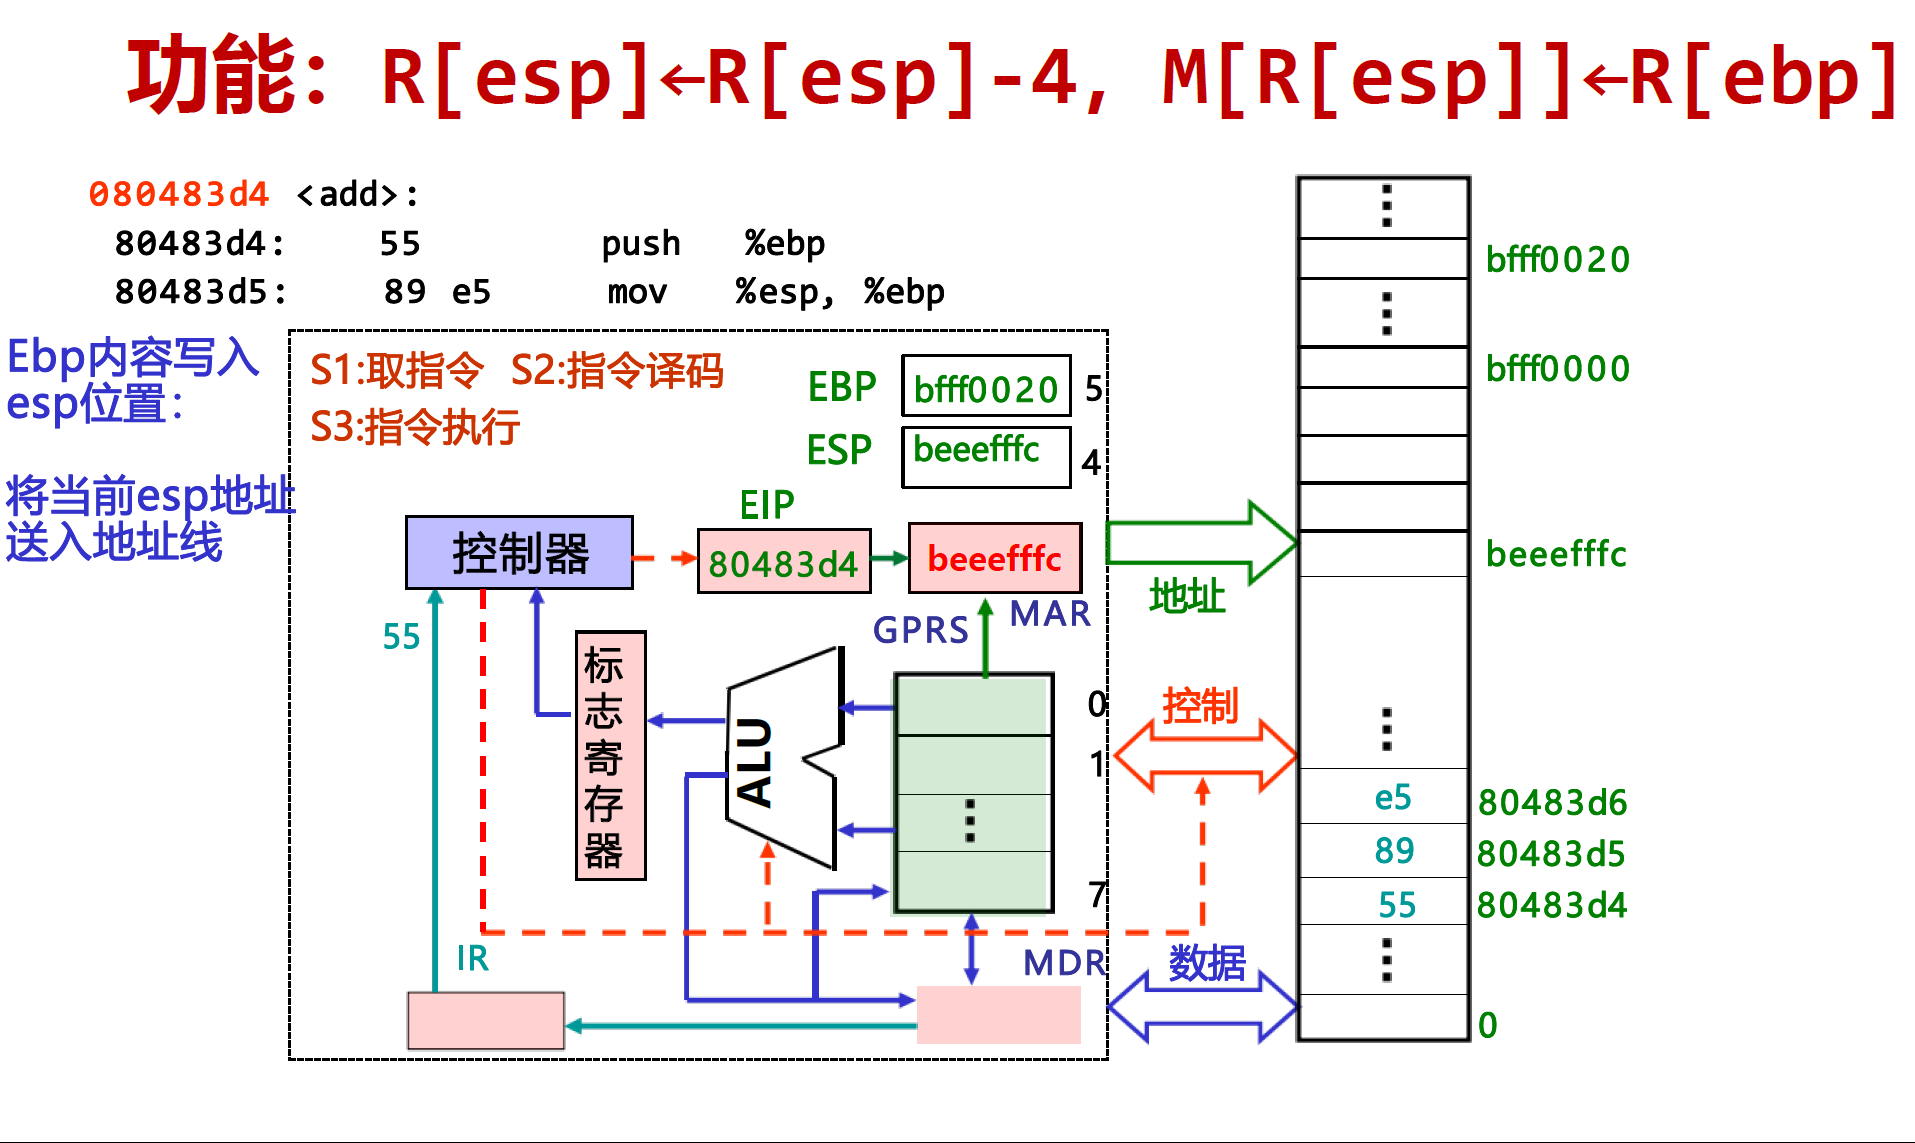 功能：R[esp]←R[esp]-4, M[R[esp]]←R[ebp]
080483d4 <add>:
80483d4: 55 push %ebp
80483d5: 89 e5 mov %esp, %ebp
Ebp内容写入
esp位置：
将当前esp地址
送入地址线
S1:取指令 S2:指令译码
S3:指令执行
EBP bfff0020 5
ESP beeefffc 4
EIP
控制器
80483d4
beeefffc
MAR
GPRS
55
标志寄存器
ALU
0
1
7
IR
MDR
地址
控制
数据
bfff0020
bfff0000
beeefffc
e5 80483d6
89 80483d5
55 80483d4
0